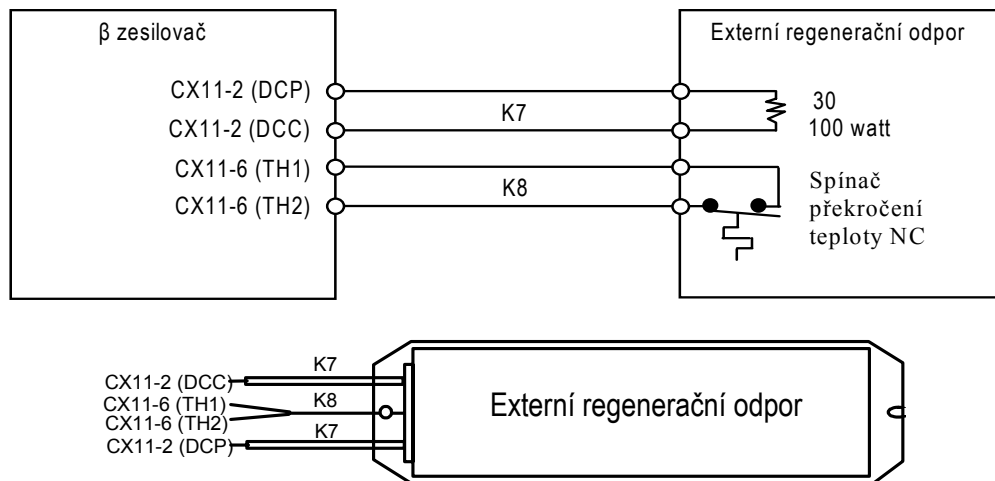 β zesilovač
Externí regenerační odpor
CX11-2 (DCP)
CX11-2 (DCC)
CX11-6 (TH1)
CX11-6 (TH2)
K7
K8
30
100 watt
Spínač
překročení
teploty NC
CX11-2 (DCC)
CX11-6 (TH1)
CX11-6 (TH2)
CX11-2 (DCP)
K7
K8
K7
Externí regenerační odpor